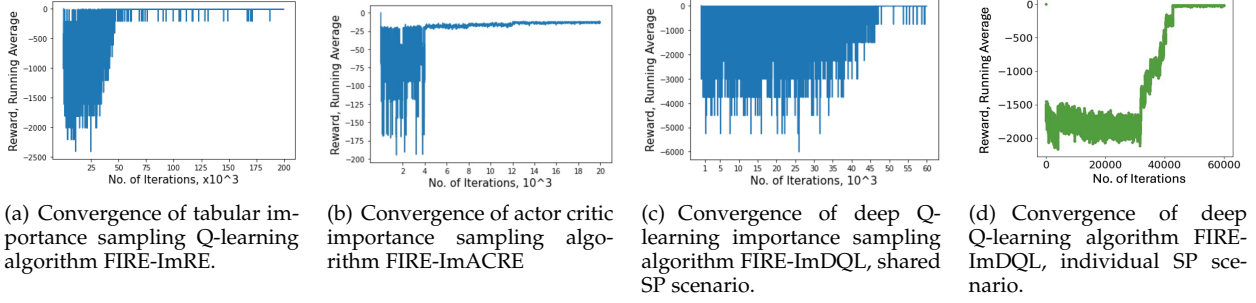 Reward, Running Average
0
−500
−1000
−1500
−2000
−2500
25
50
75
100
125
150
175
200
No. of Iterations, x10^3
(a) Convergence of tabular im-
portance sampling Q-learning
algorithm FIRE-ImRE.
Reward, Running Average
0
−25
−50
−75
−100
−125
−150
−175
−200
2
4
6
8
10
12
14
16
18
20
No. of Iterations, 10^3
(b) Convergence of actor critic
importance sampling algo-
rithm FIRE-ImACRE
Reward, Running Average
0
−1000
−2000
−3000
−4000
−5000
−6000
1
5
10
15
20
25
30
35
40
45
50
55
60
No. of Iterations, 10^3
(c) Convergence of deep Q-
learning importance sampling
algorithm FIRE-ImDQL, shared
SP scenario.
Reward, Running Average
0
−500
−1000
−1500
−2000
0
20000
40000
60000
No. of Iterations
(d) Convergence of deep
Q-learning algorithm FIRE-
ImDQL, individual SP sce-
nario.